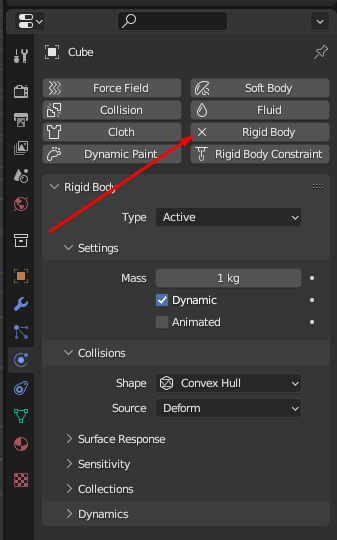 Cube
Force Field Soft Body
Collision Fluid
Cloth Rigid Body
Dynamic Paint Rigid Body Constraint
Rigid Body
Type Active
Settings
Mass 1 kg
Dynamic
Animated
Collisions
Shape Convex Hull
Source Deform
Surface Response
Sensitivity
Collections
Dynamics